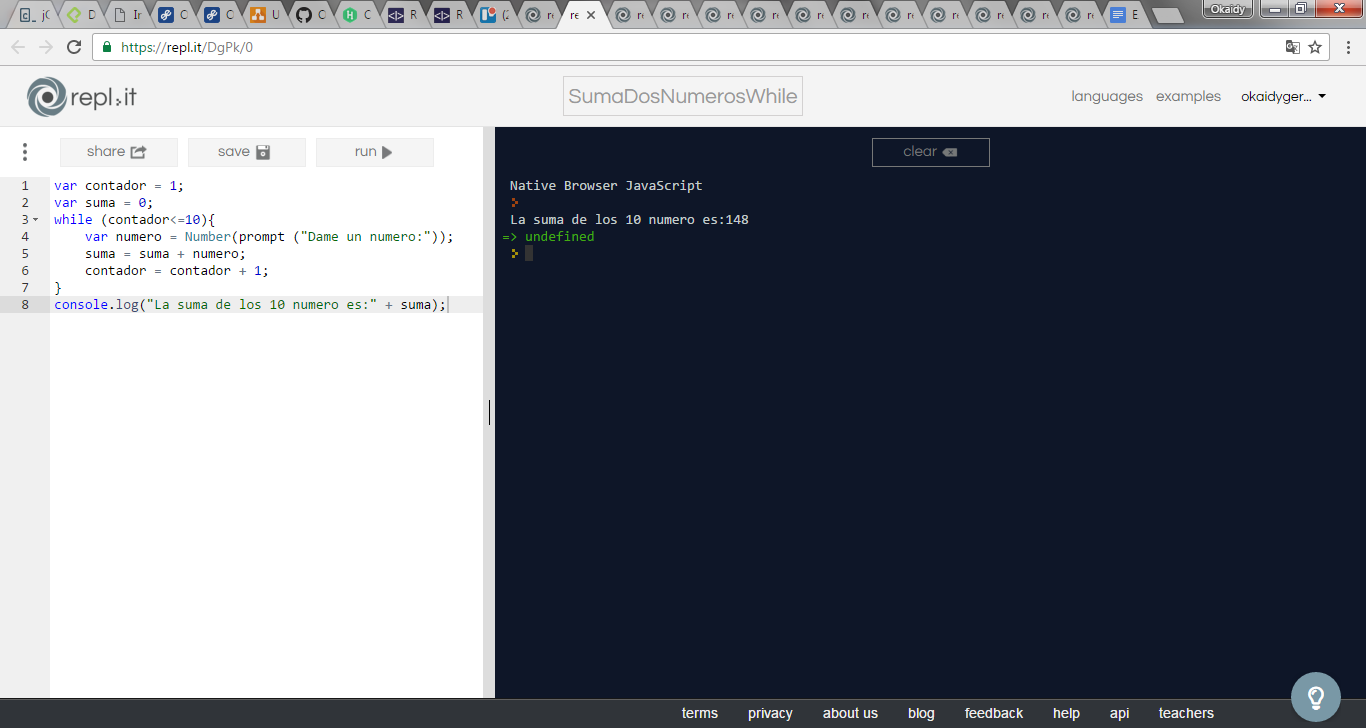 Okaidy
https://repl.it/DgPk/0
repl.it
SumaDosNumerosWhile
languages examples okaidyger...
share save run
clear
1 var contador = 1;
2 var suma = 0;
3 while (contador<=10){
4 var numero = Number(prompt ("Dame un numero:"));
5 suma = suma + numero;
6 contador = contador + 1;
7 }
8 console.log("La suma de los 10 numero es:" + suma);
Native Browser JavaScript
La suma de los 10 numero es:148
=> undefined
terms privacy about us blog feedback help api teachers